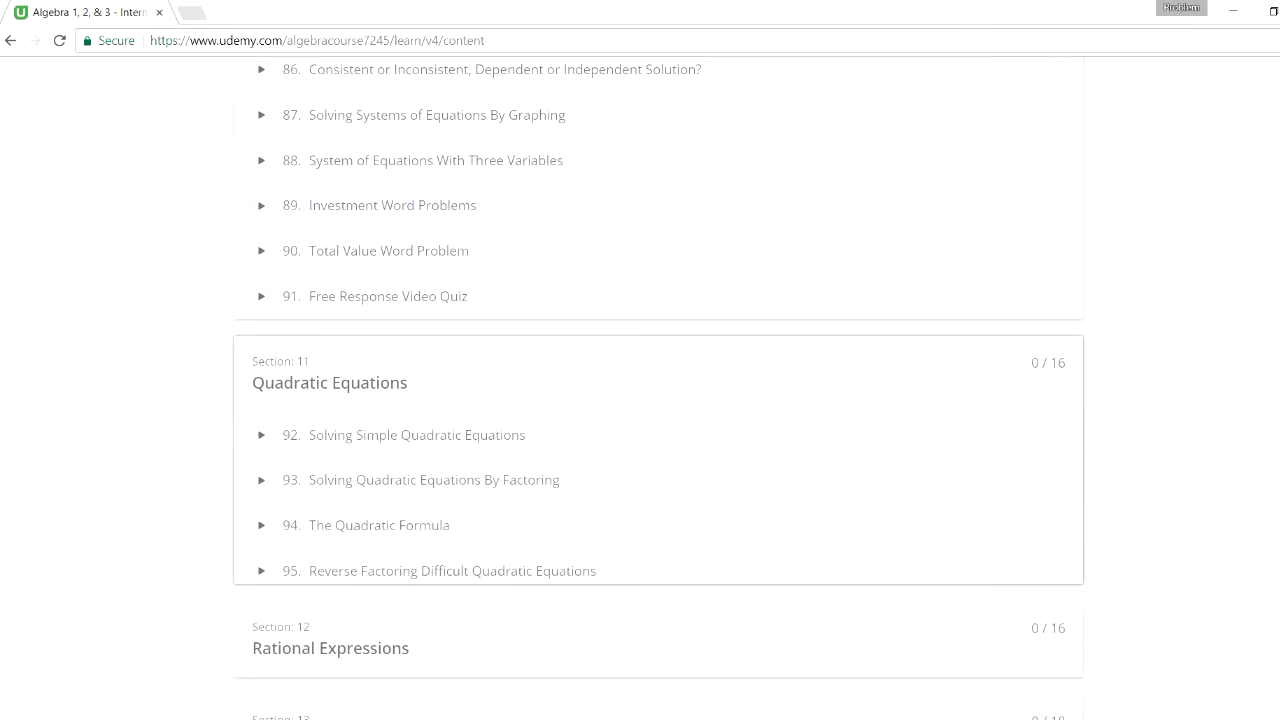 Algebra 1, 2, & 3 - Intern
Problem
Secure https://www.udemy.com/algebracourse7245/learn/v4/content
86. Consistent or Inconsistent, Dependent or Independent Solution?
87. Solving Systems of Equations By Graphing
88. System of Equations With Three Variables
89. Investment Word Problems
90. Total Value Word Problem
91. Free Response Video Quiz
Section: 11 0 / 16
Quadratic Equations
92. Solving Simple Quadratic Equations
93. Solving Quadratic Equations By Factoring
94. The Quadratic Formula
95. Reverse Factoring Difficult Quadratic Equations
Section: 12 0 / 16
Rational Expressions
Section: 13